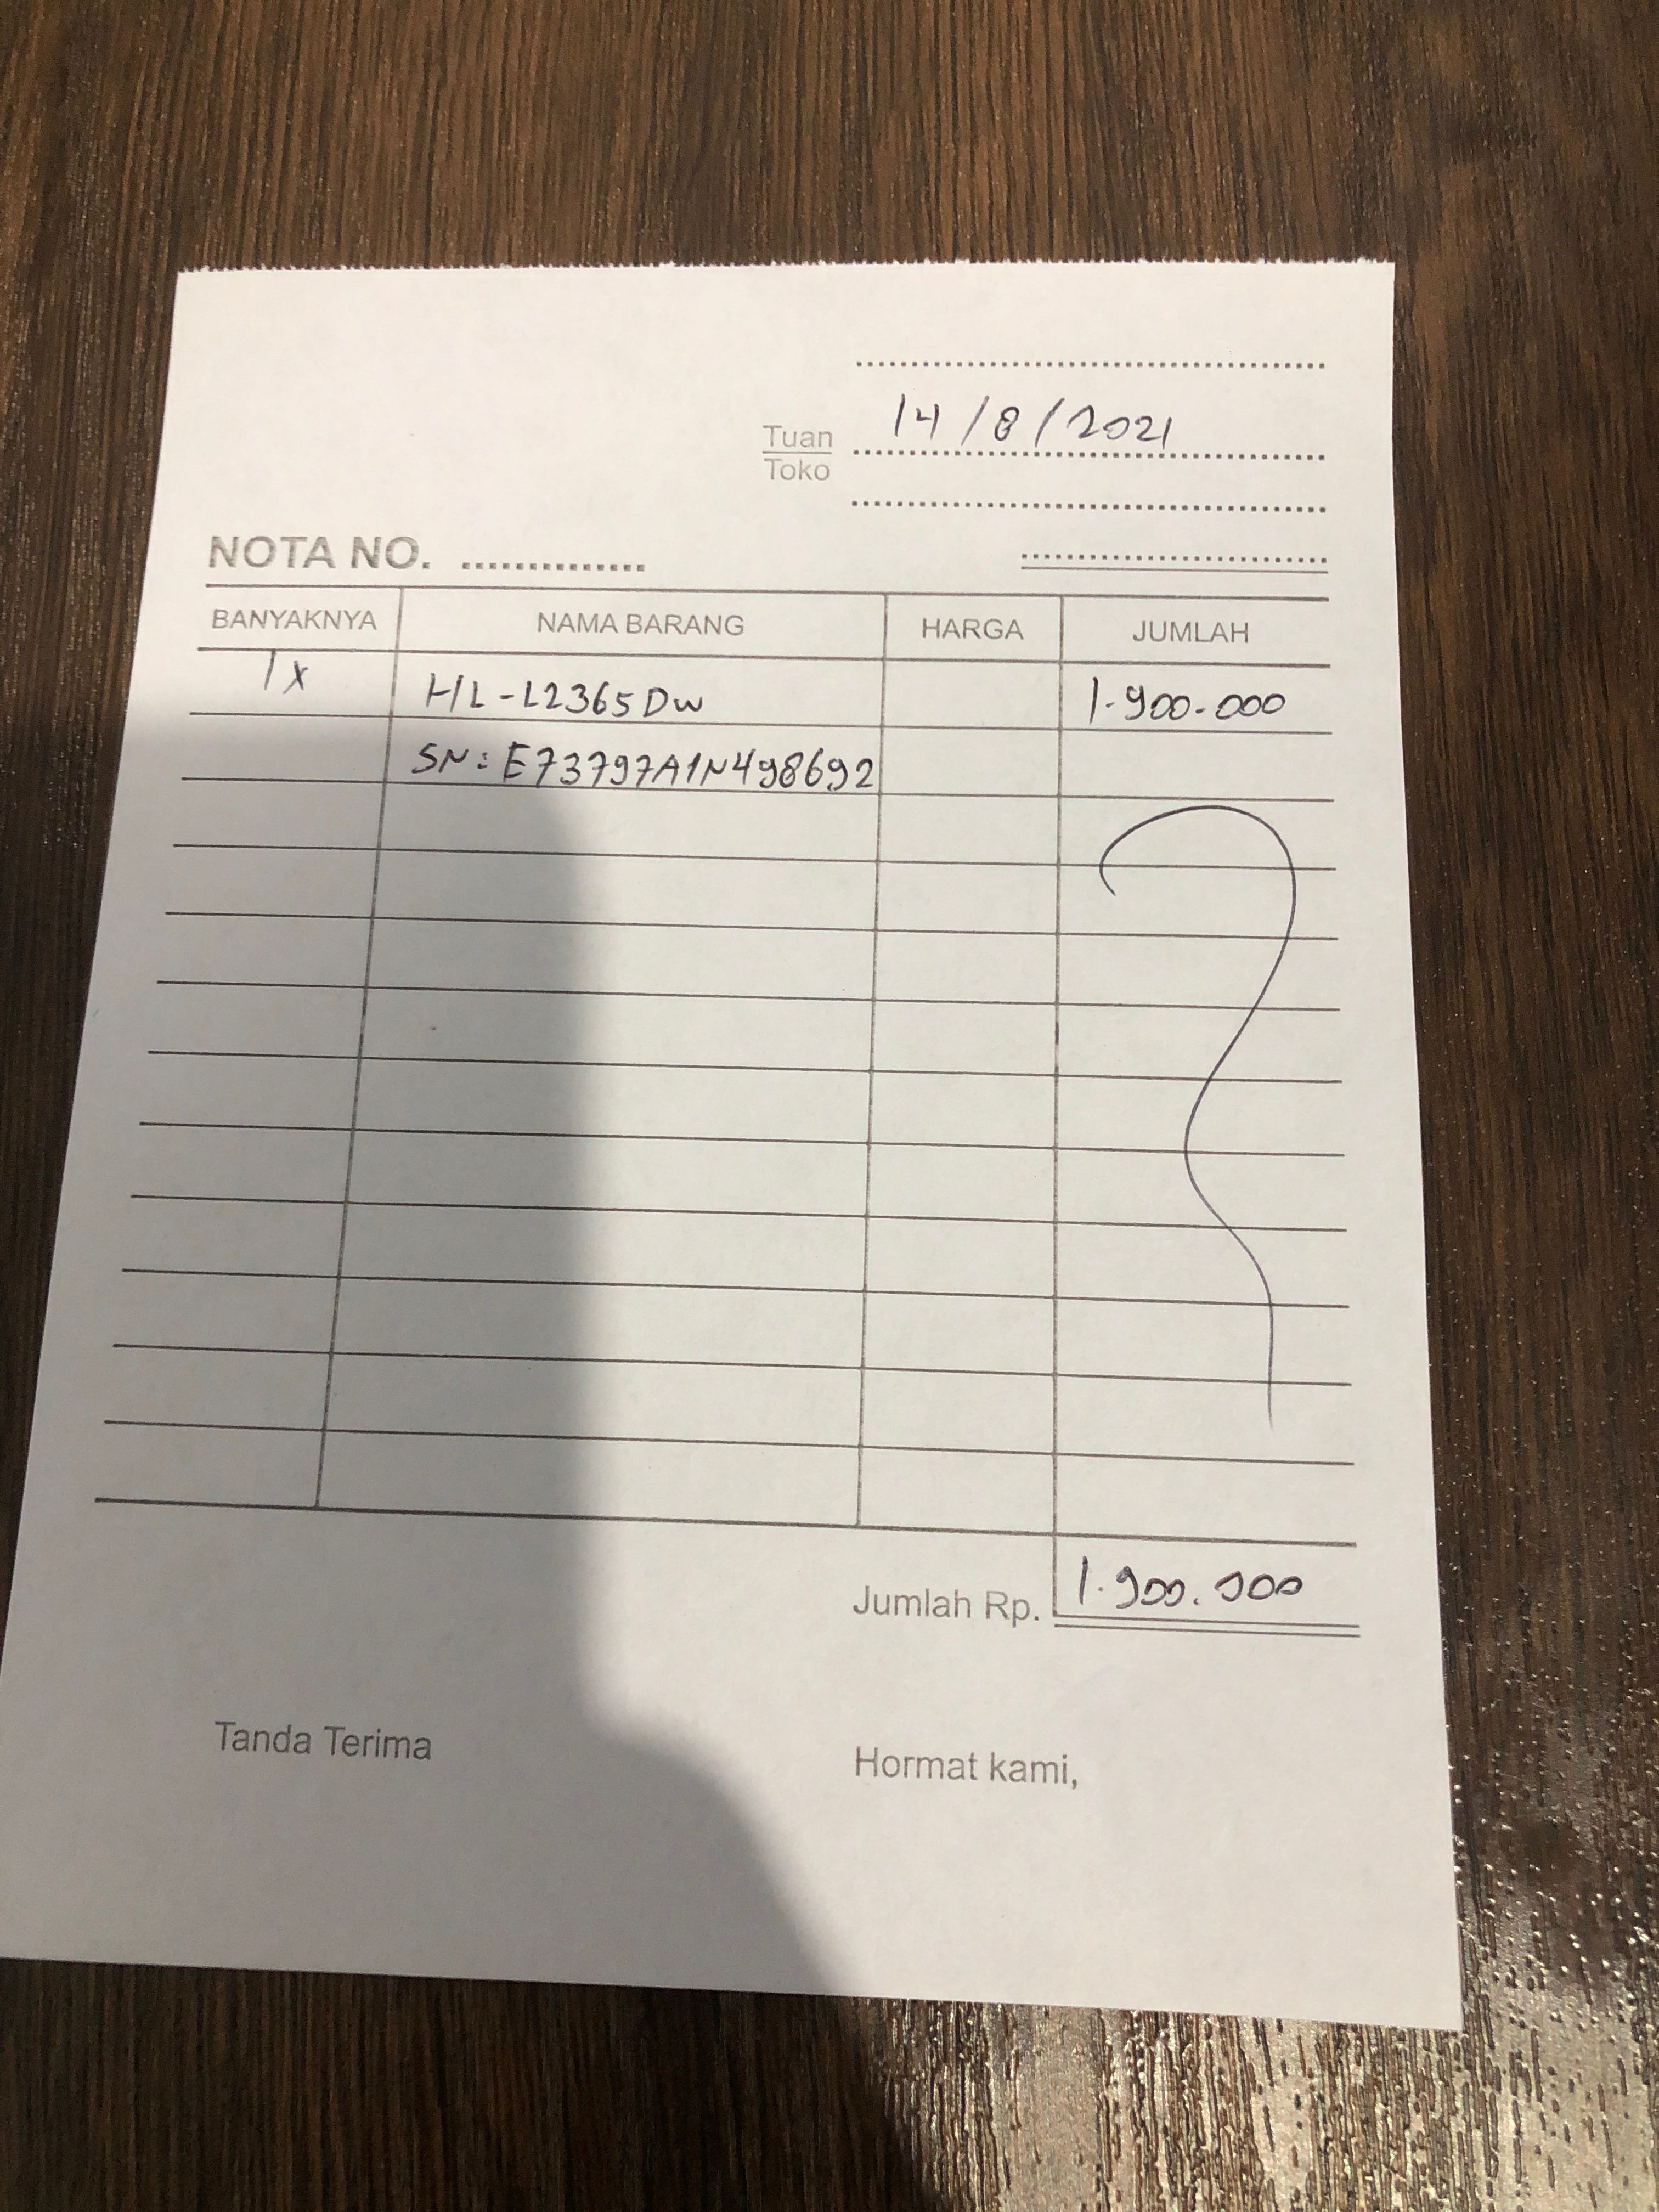 14/8/2021
Tuan
Toko
NOTA NO.
BANYAKNYA NAMA BARANG HARGA JUMLAH
1x HL-L2365DW 1.900.000
SN: E73797A1N498692
Jumlah Rp. 1.900.000
Tanda Terima Hormat kami,